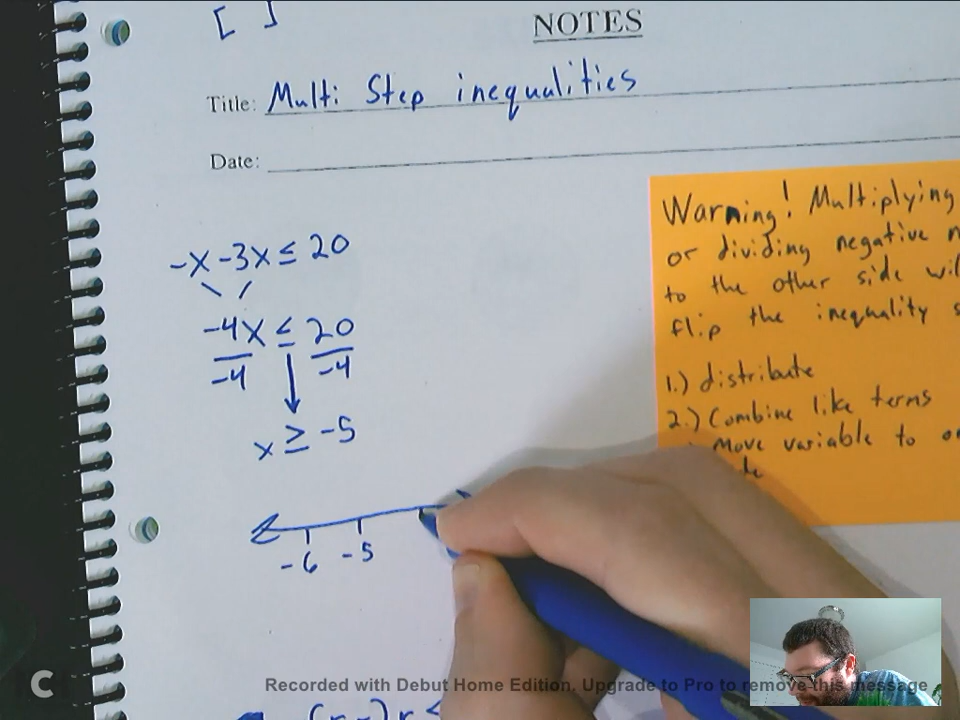 [ ]
NOTES
Title: Multi Step inequalities
Date:
-x -3x ≤ 20
-4x ≤ 20
-4 -4
x ≥ -5
-6 -5
Warning! Multiplying
or dividing negative
to the other side
flip the inequality
1.) distribute
2.) Combine like terms
Move variable to
C
Recorded with Debut Home Edition. Upgrade to Pro to remove this message